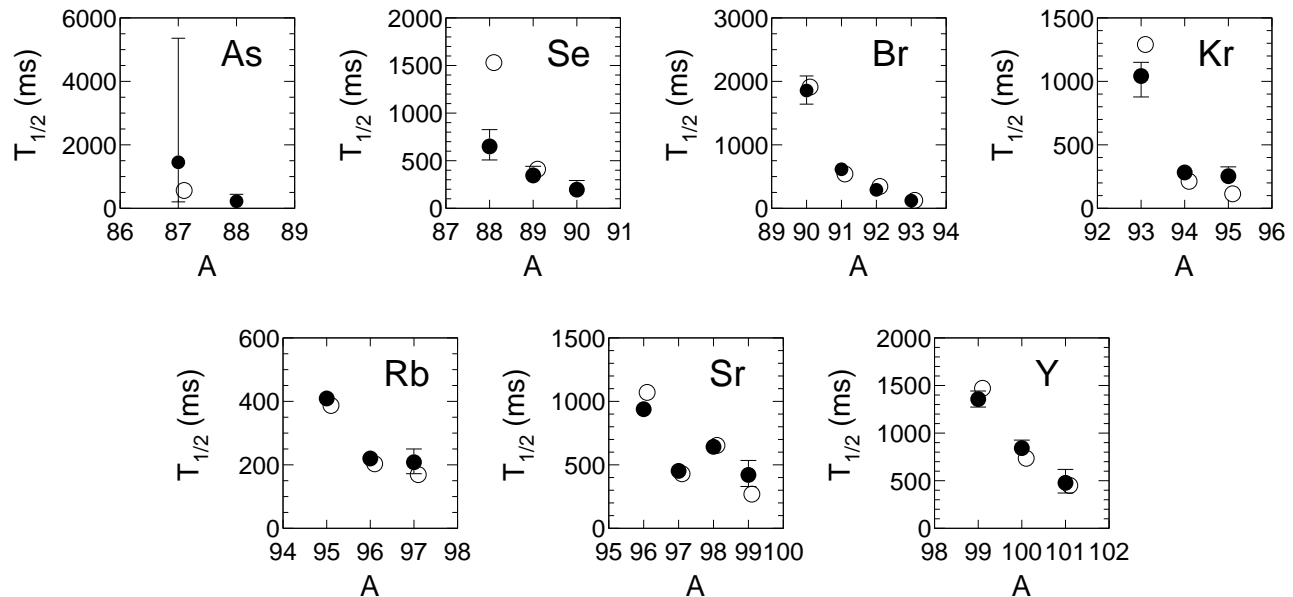 6000
4000
2000
0
T1/2 (ms)
As
86 87 88 89
A
2000
1500
1000
500
0
T1/2 (ms)
Se
87 88 89 90 91
A
3000
2000
1000
0
T1/2 (ms)
Br
89 90 91 92 93 94
A
1500
1000
500
0
T1/2 (ms)
Kr
92 93 94 95 96
A
600
400
200
0
T1/2 (ms)
Rb
94 95 96 97 98
A
1500
1000
500
0
T1/2 (ms)
Sr
95 96 97 98 99 100
A
2000
1500
1000
500
0
T1/2 (ms)
Y
98 99 100 101 102
A